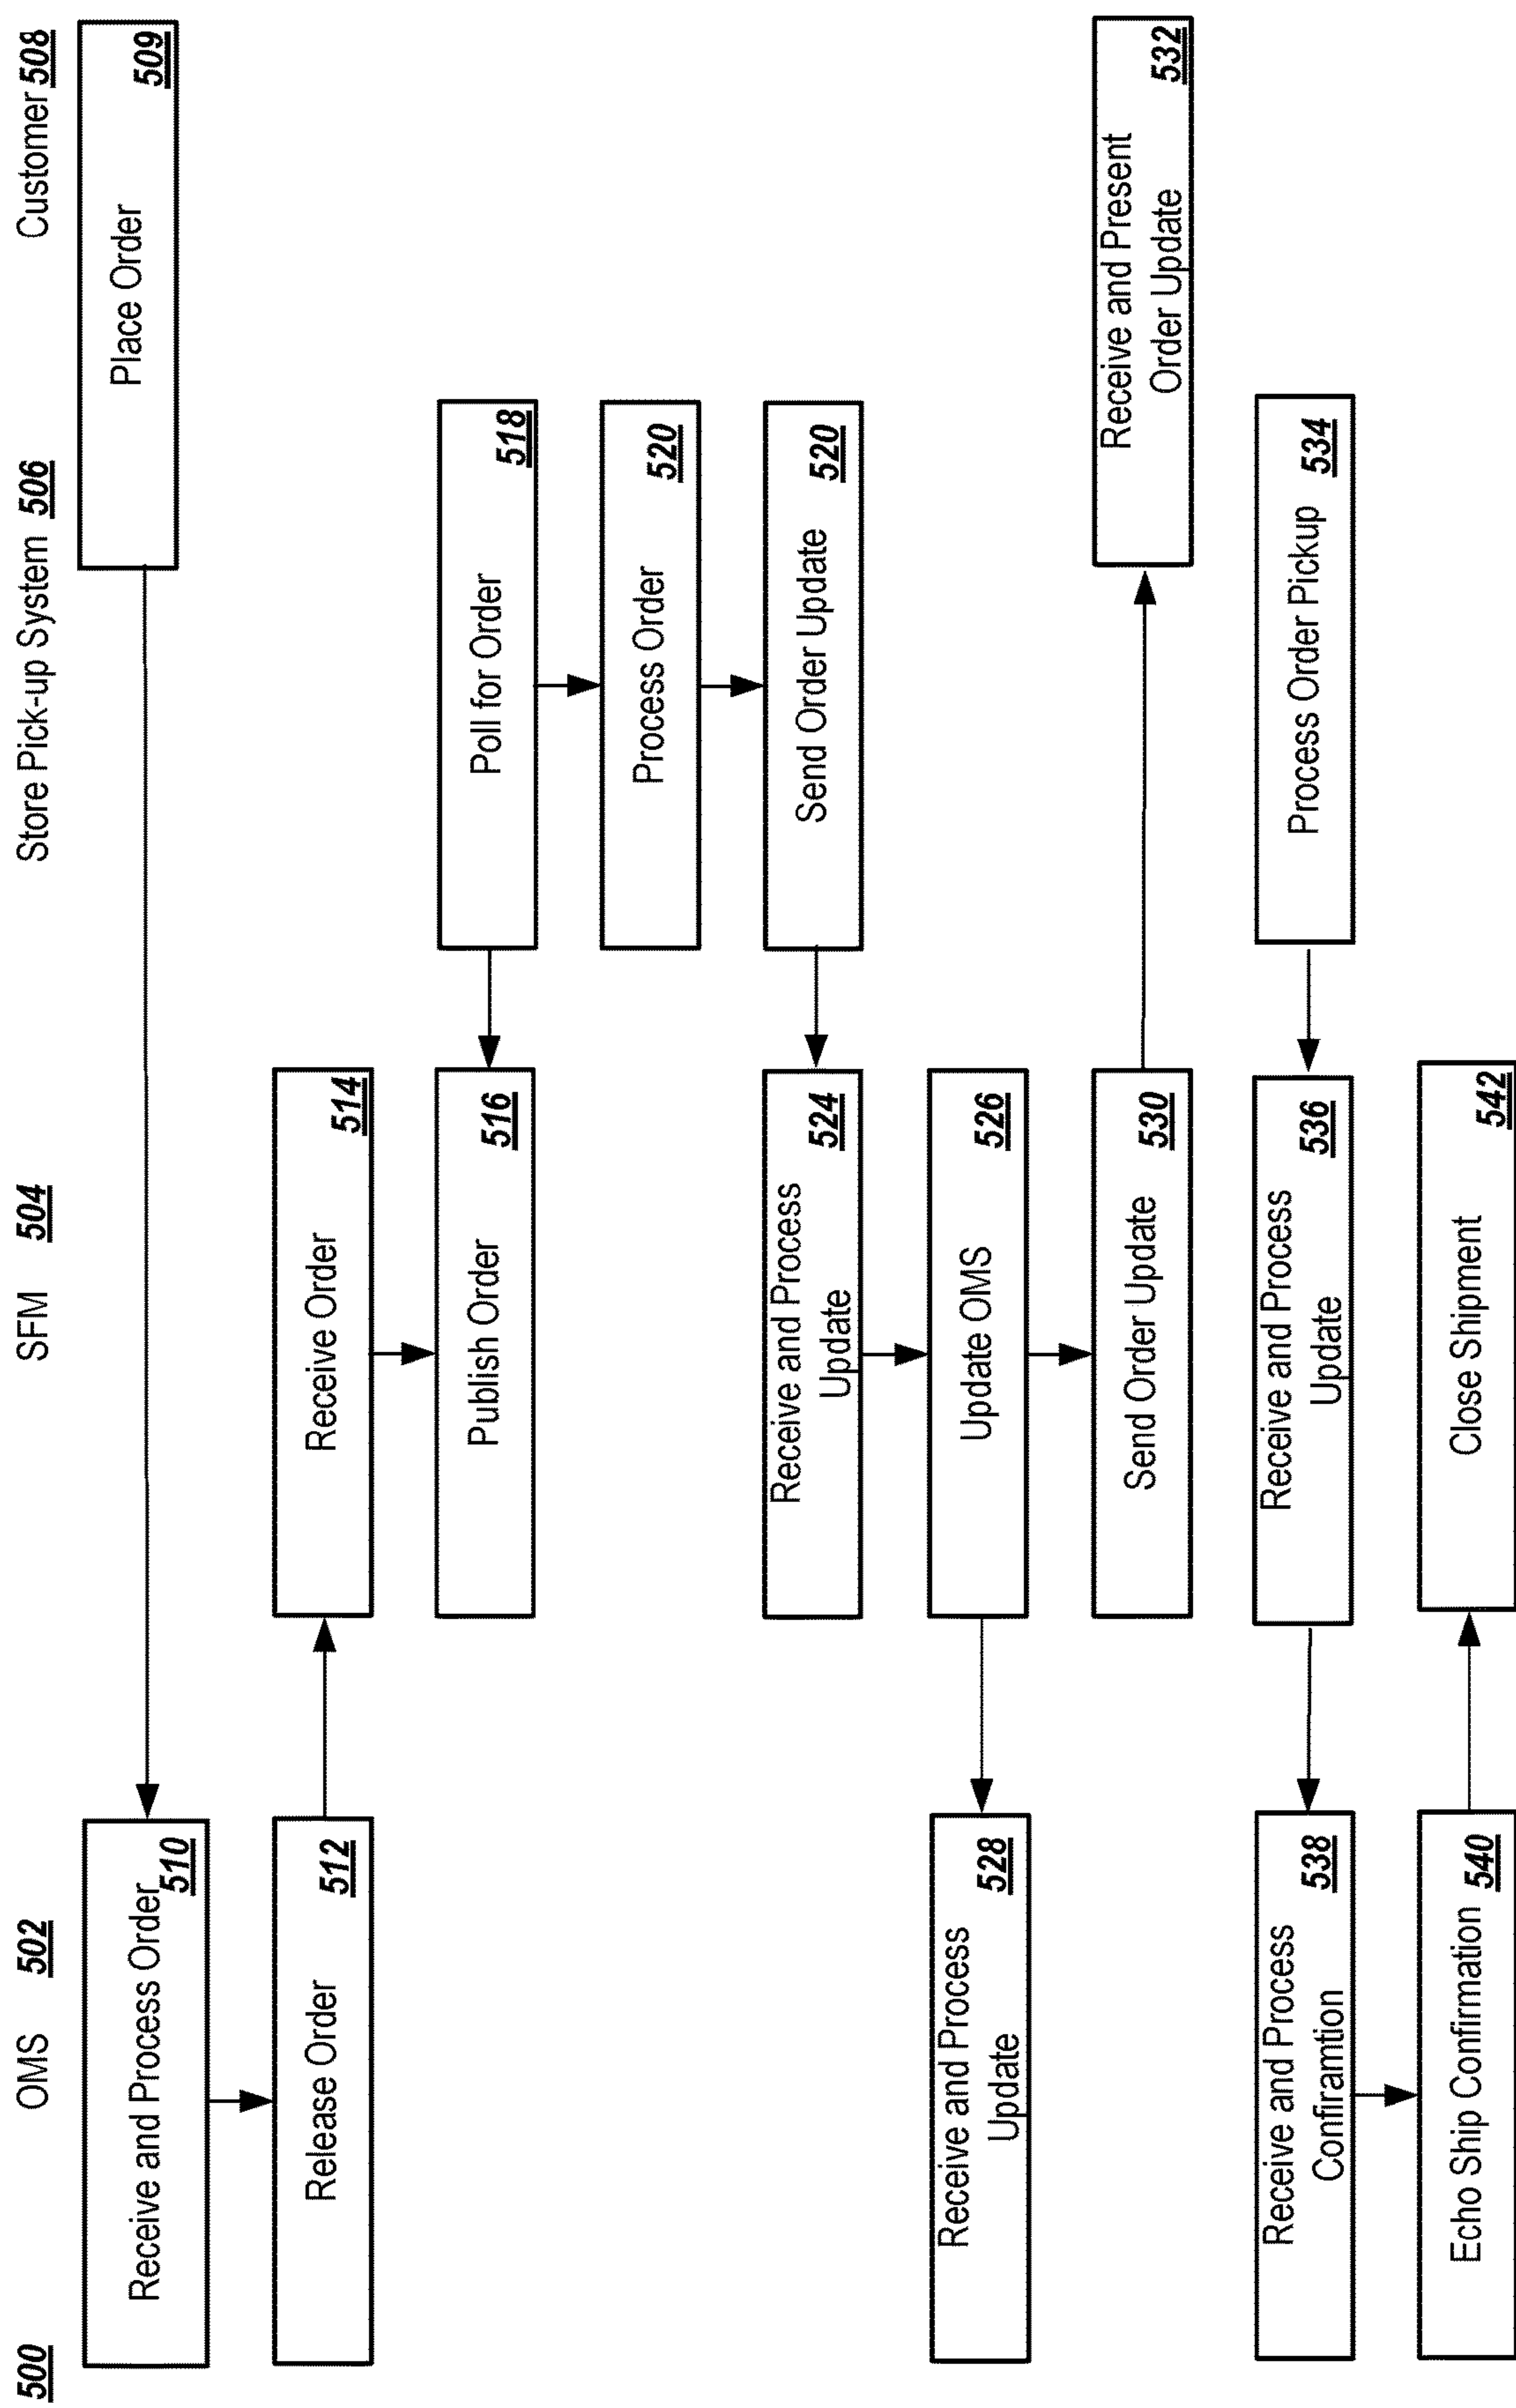 500
OMS 502
SFM 504
Store Pick-up System 506
Customer 508
Place Order
509
Receive and Process Order
510
Release Order
512
Receive Order
514
Publish Order
516
Poll for Order
518
Process Order
520
Send Order Update
520
Receive and Process
Update
524
Update OMS
526
Receive and Process
Update
528
Send Order Update
530
Receive and Present
Order Update
532
Process Order Pickup
534
Receive and Process
Update
536
Receive and Process
Confiramtion
538
Echo Ship Confirmation
540
Close Shipment
542